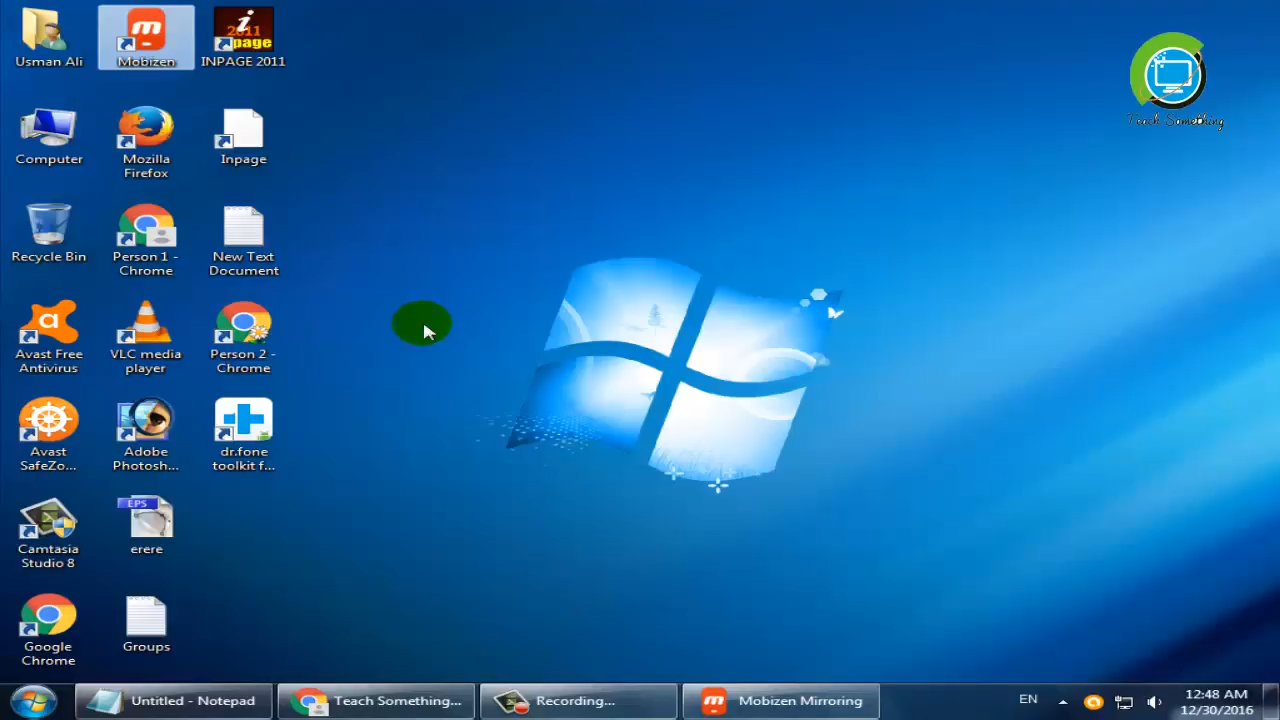 Usman Ali
Mobizen
INPAGE 2011
Computer
Mozilla
Firefox
Inpage
Recycle Bin
Person 1 -
Chrome
New Text
Document
Avast Free
Antivirus
VLC media
player
Person 2 -
Chrome
Avast
SafeZo...
Adobe
Photosh...
dr.fone
toolkit f...
Camtasia
Studio 8
EPS
erere
Google
Chrome
Groups
i
2011
inpage
m
a
Teach Something
Untitled - Notepad
Teach Something...
Recording...
m
Mobizen Mirroring
EN
12:48 AM
12/30/2016